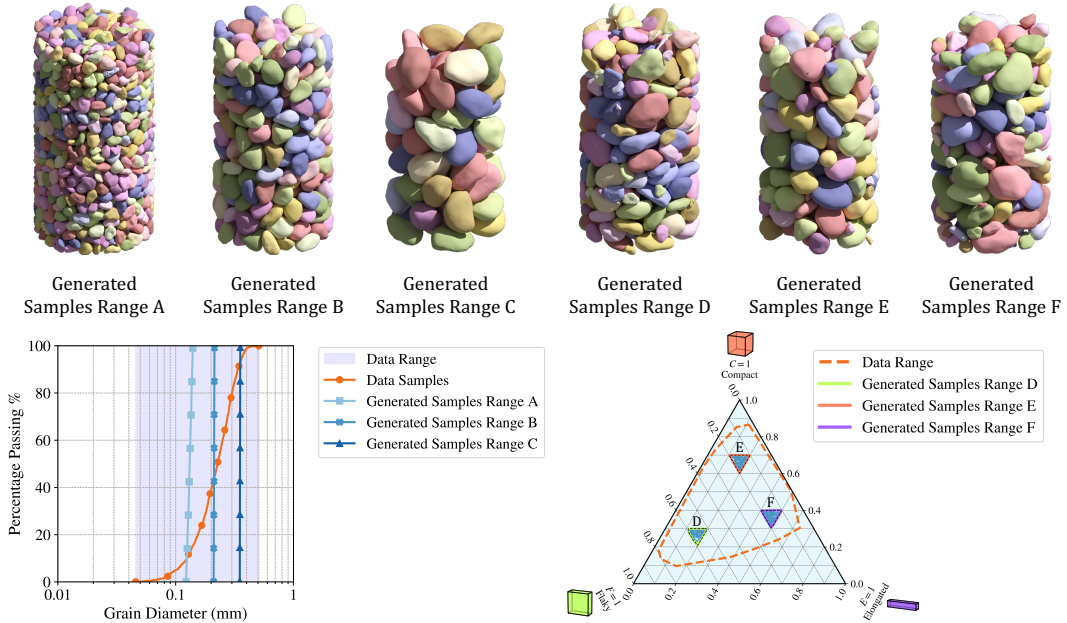 Generated
Samples Range A
Generated
Samples Range B
Generated
Samples Range C
Generated
Samples Range D
Generated
Samples Range E
Generated
Samples Range F
Percentage Passing %
100
80
60
40
20
0
0.01
0.1
1
Grain Diameter (mm)
Data Range
Data Samples
Generated Samples Range A
Generated Samples Range B
Generated Samples Range C
C = 1
Compact
0.0
0.2
0.4
0.6
0.8
1.0
1.0
0.8
0.6
0.4
0.2
0.0
E
F
D
F = 1
Flaky
0.0
0.2
0.4
0.6
0.8
1.0
E = 1
Elongated
Data Range
Generated Samples Range D
Generated Samples Range E
Generated Samples Range F